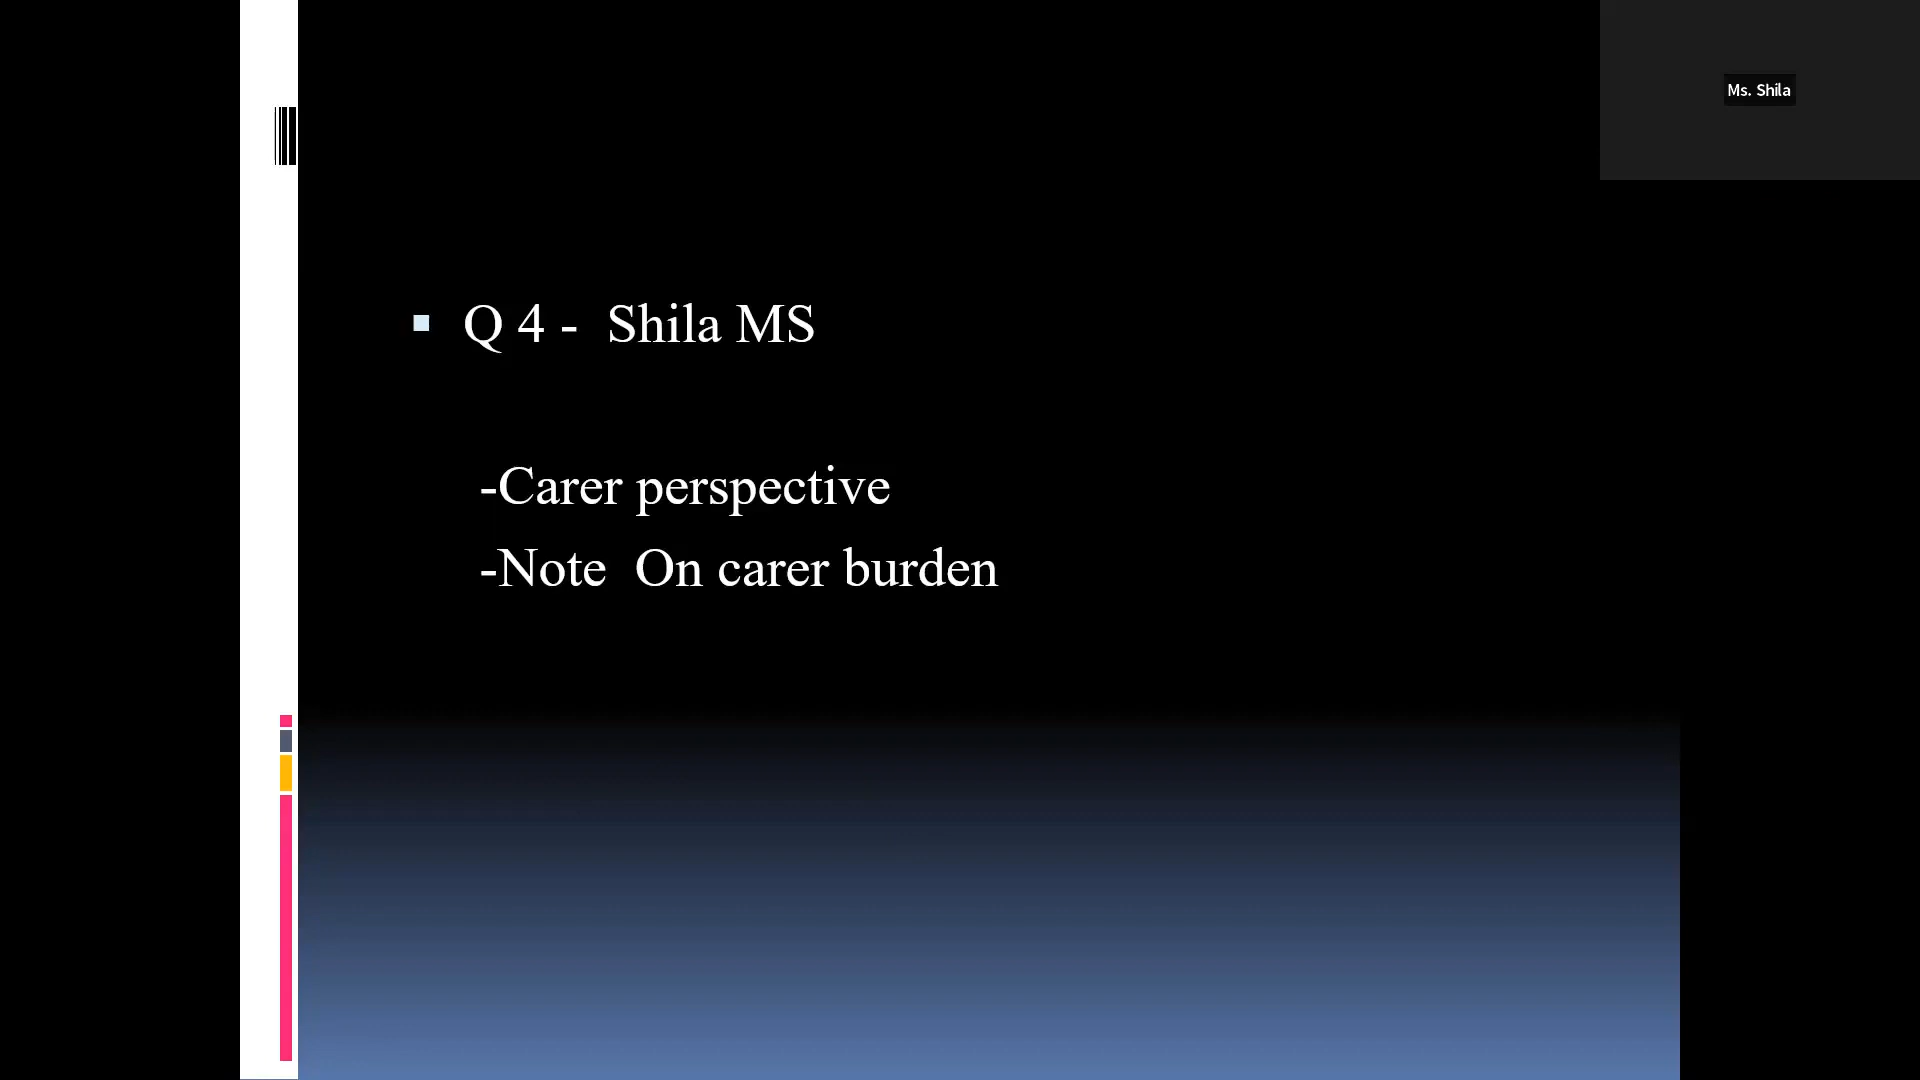 Ms. Shila
Q 4 -  Shila MS
-Carer perspective
-Note  On carer burden